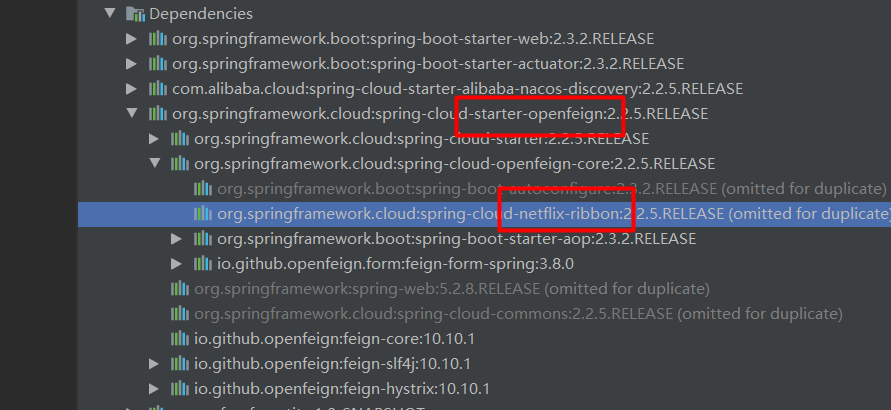 Dependencies
org.springframework.boot:spring-boot-starter-web:2.3.2.RELEASE
org.springframework.boot:spring-boot-starter-actuator:2.3.2.RELEASE
com.alibaba.cloud:spring-cloud-starter-alibaba-nacos-discovery:2.2.5.RELEASE
org.springframework.cloud:spring-cloud-starter-openfeign:2.2.5.RELEASE
org.springframework.cloud:spring-cloud-starter:2.2.5.RELEASE
org.springframework.cloud:spring-cloud-openfeign-core:2.2.5.RELEASE
org.springframework.boot:spring-boot-autoconfigure:2.3.2.RELEASE (omitted for duplicate)
org.springframework.cloud:spring-cloud-netflix-ribbon:2.2.5.RELEASE (omitted for duplicate)
org.springframework.boot:spring-boot-starter-aop:2.3.2.RELEASE
io.github.openfeign.form:feign-form-spring:3.8.0
org.springframework:spring-web:5.2.8.RELEASE (omitted for duplicate)
org.springframework.cloud:spring-cloud-commons:2.2.5.RELEASE (omitted for duplicate)
io.github.openfeign:feign-core:10.10.1
io.github.openfeign:feign-slf4j:10.10.1
io.github.openfeign:feign-hystrix:10.10.1